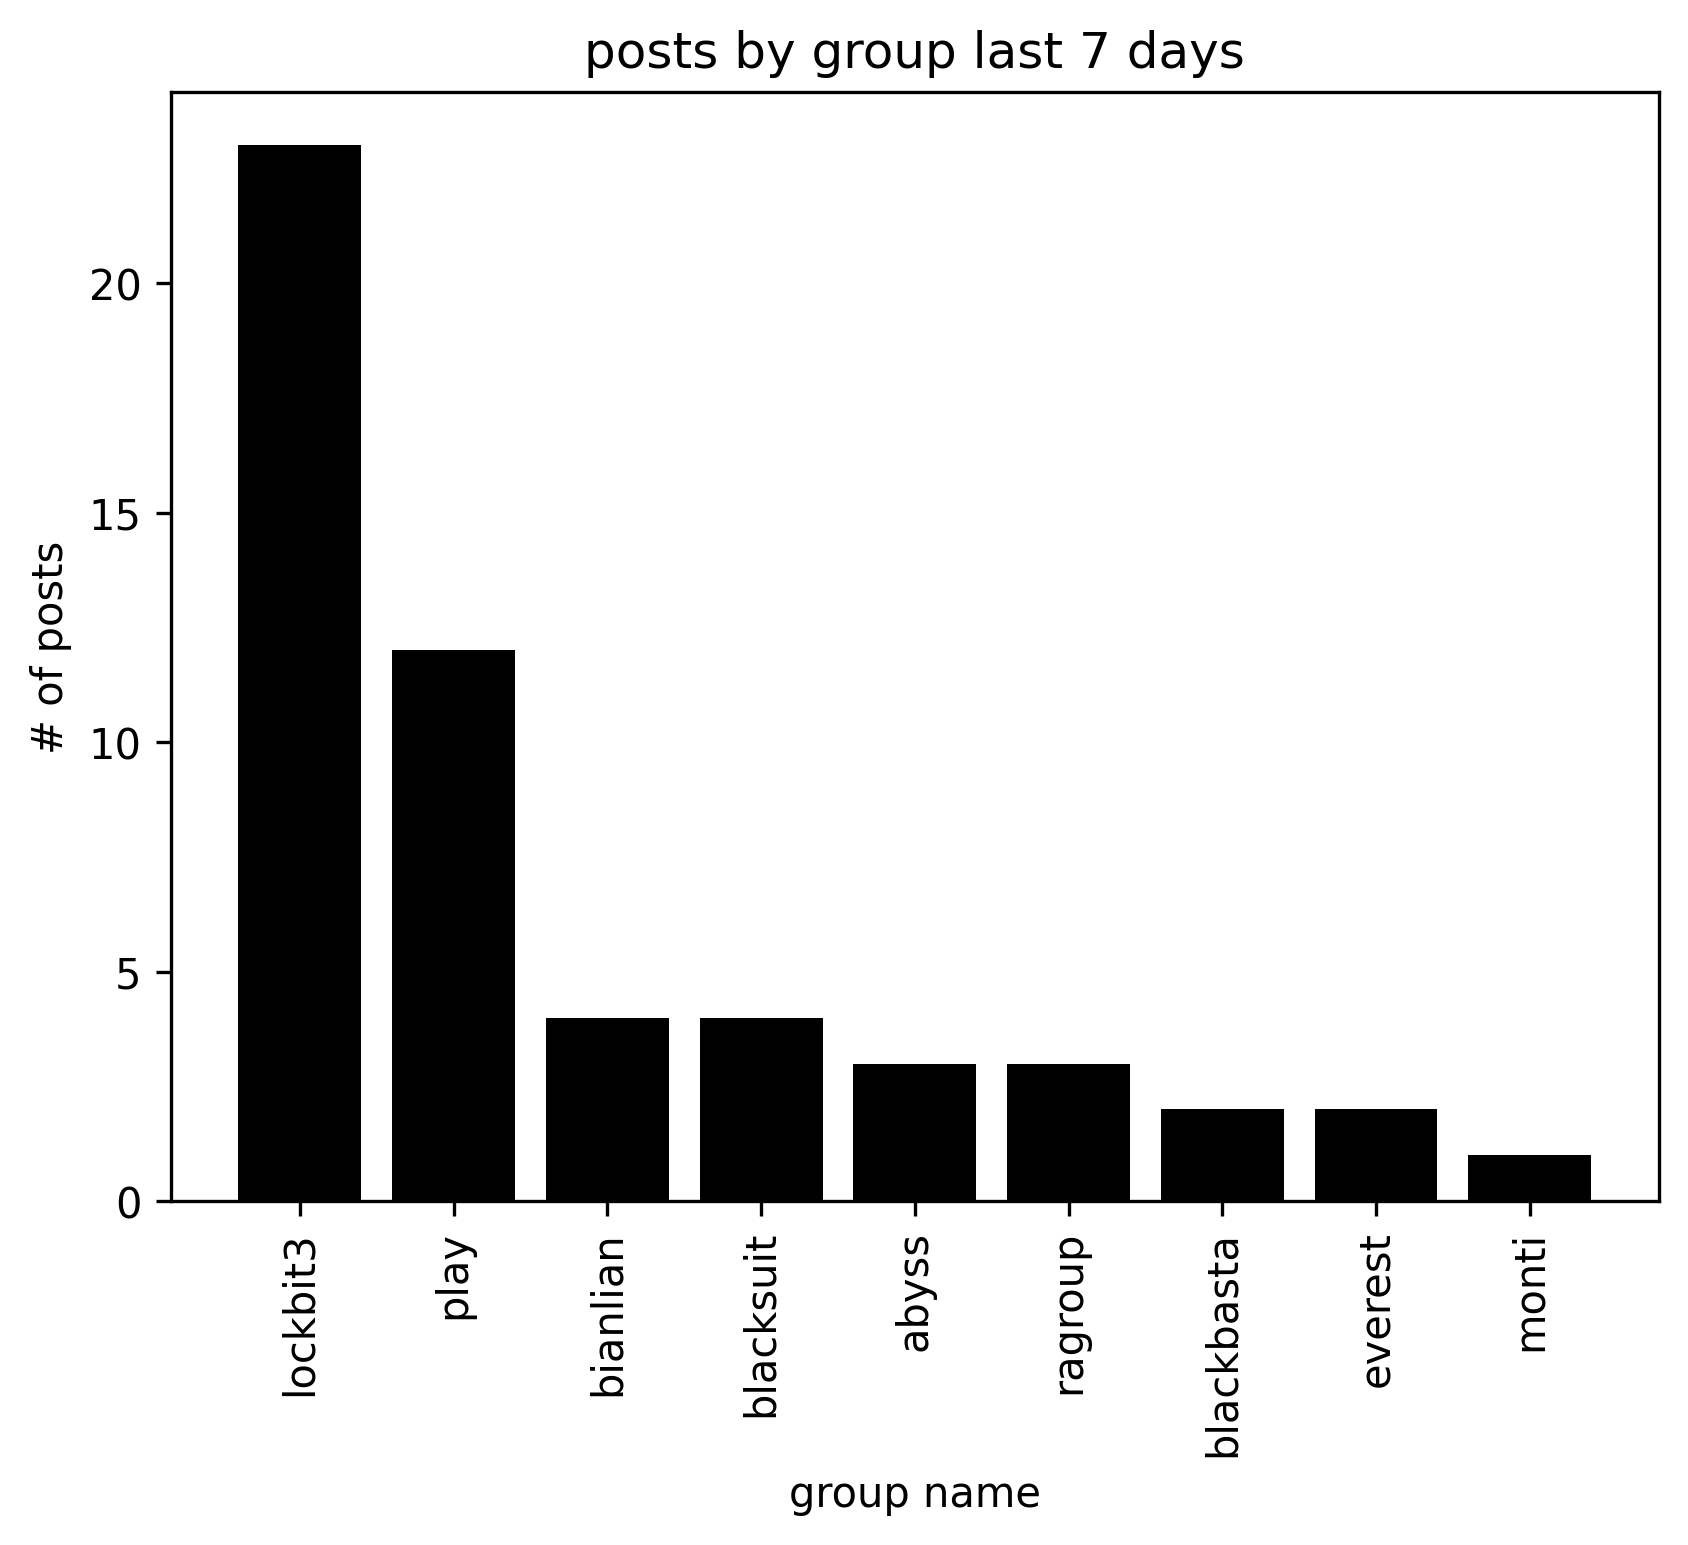 posts by group last 7 days
# of posts
20
15
10
5
0
lockbit3
play
bianlian
blacksuit
abyss
ragroup
blackbasta
everest
monti
group name